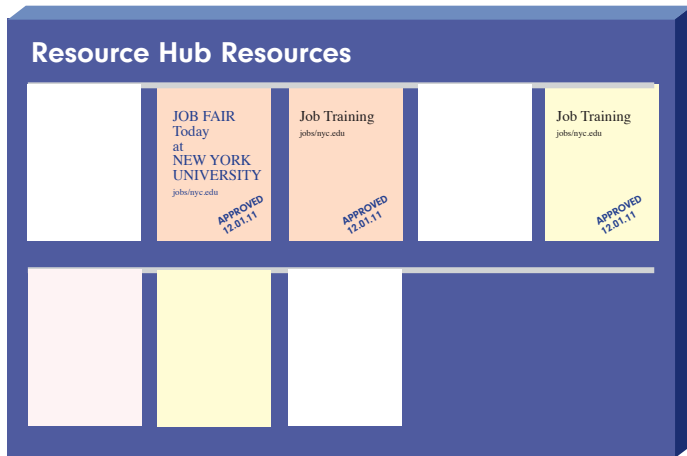 Resource Hub Resources
JOB FAIR
Today
at
NEW YORK
UNIVERSITY
jobs/nyc.edu
APPROVED
12.01.11
Job Training
jobs/nyc.edu
APPROVED
12.01.11
Job Training
jobs/nyc.edu
APPROVED
12.01.11